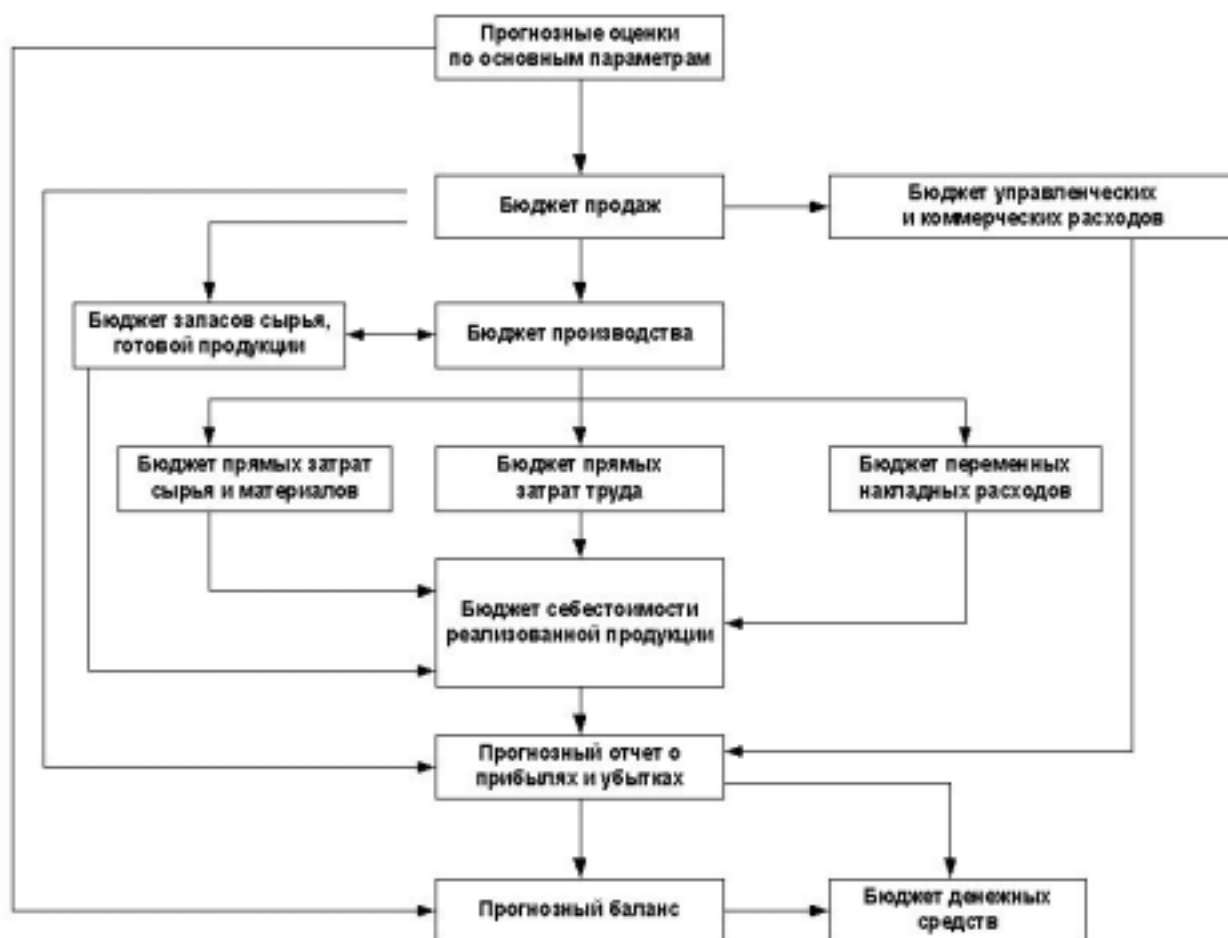 Прогнозные оценки
по основным параметрам
Бюджет продаж
Бюджет управленческих
и коммерческих расходов
Бюджет запасов сырья,
готовой продукции
Бюджет производства
Бюджет прямых затрат
сырья и материалов
Бюджет прямых
затрат труда
Бюджет переменных
накладных расходов
Бюджет себестоимости
реализованной продукции
Прогнозный отчет о
прибылях и убытках
Прогнозный баланс
Бюджет денежных
средств